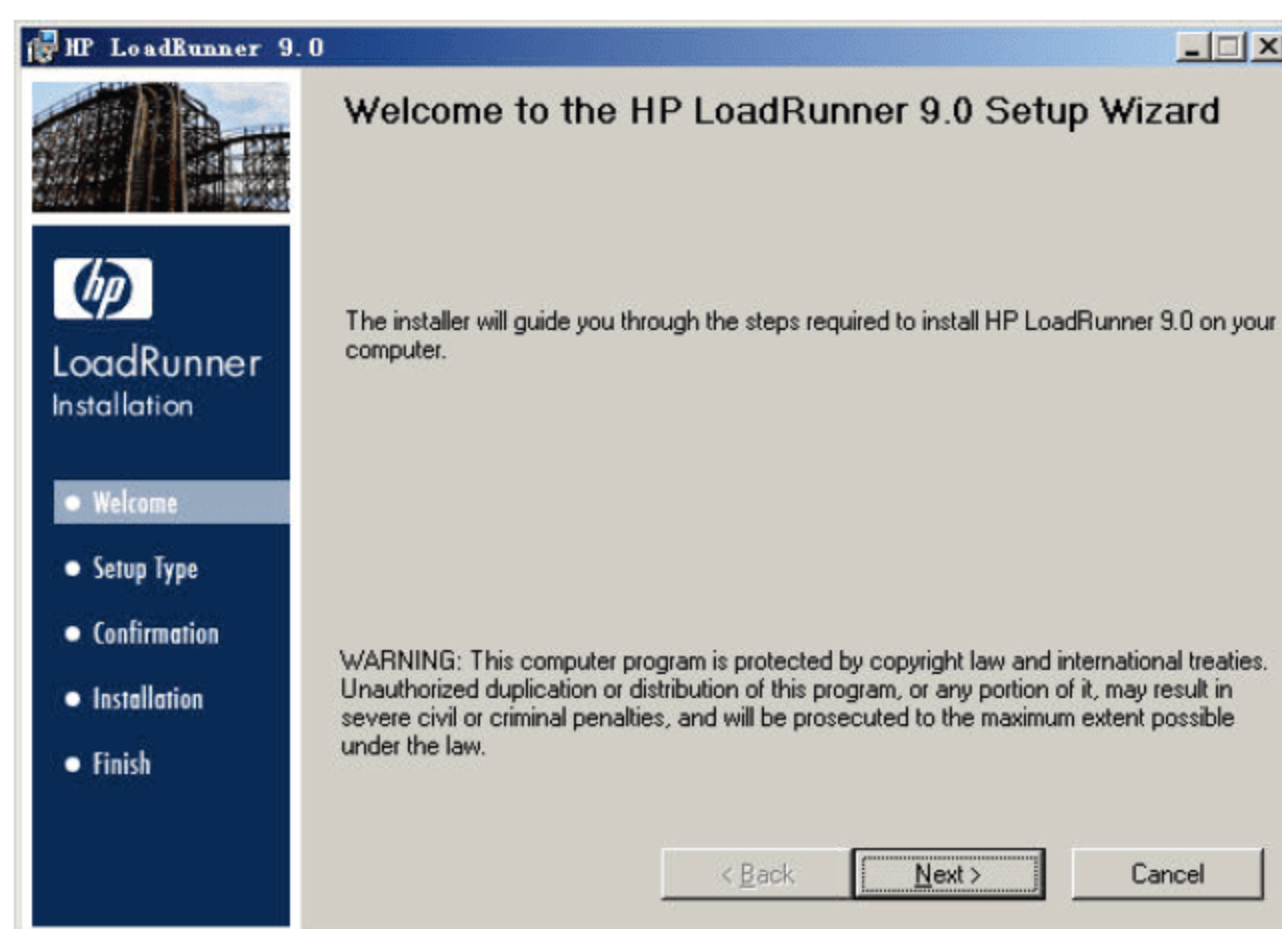 HP LoadRunner 9.0
Welcome to the HP LoadRunner 9.0 Setup Wizard
hp
LoadRunner
Installation
Welcome
Setup Type
Confirmation
Installation
Finish
The installer will guide you through the steps required to install HP LoadRunner 9.0 on your
computer.
WARNING: This computer program is protected by copyright law and international treaties.
Unauthorized duplication or distribution of this program, or any portion of it, may result in
severe civil or criminal penalties, and will be prosecuted to the maximum extent possible
under the law.
< Back
Next >
Cancel